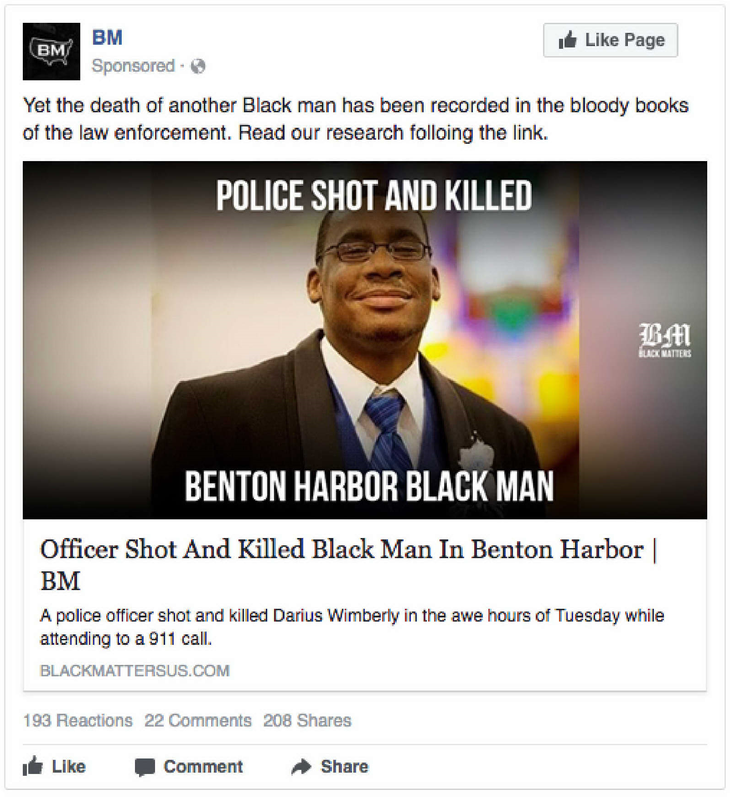 BM
BM
Sponsored ·
Like Page
Yet the death of another Black man has been recorded in the bloody books
of the law enforcement. Read our research folloing the link.
POLICE SHOT AND KILLED
BM
BLACK MATTERS
BENTON HARBOR BLACK MAN
Officer Shot And Killed Black Man In Benton Harbor |
BM
A police officer shot and killed Darius Wimberly in the awe hours of Tuesday while
attending to a 911 call.
BLACKMATTERSUS.COM
193 Reactions 22 Comments 208 Shares
Like Comment Share